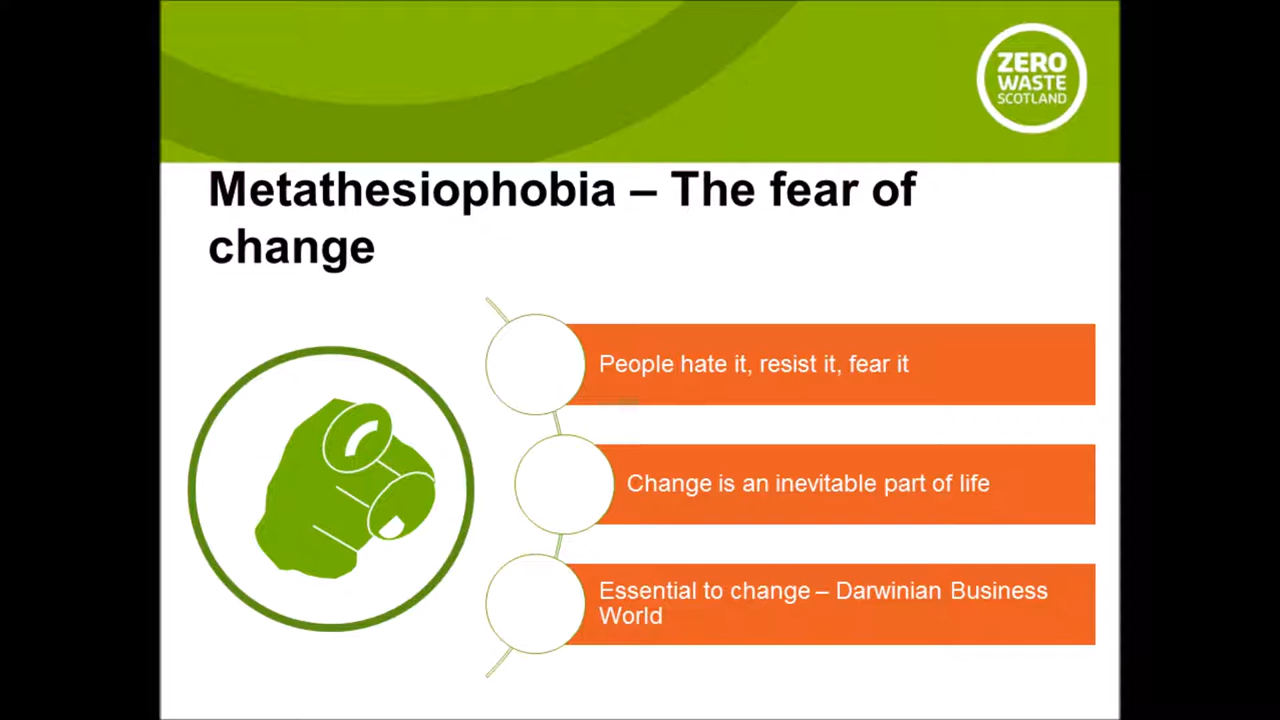 ZERO
WASTE
SCOTLAND
Metathesiophobia – The fear of
change
People hate it, resist it, fear it
Change is an inevitable part of life
Essential to change – Darwinian Business
World